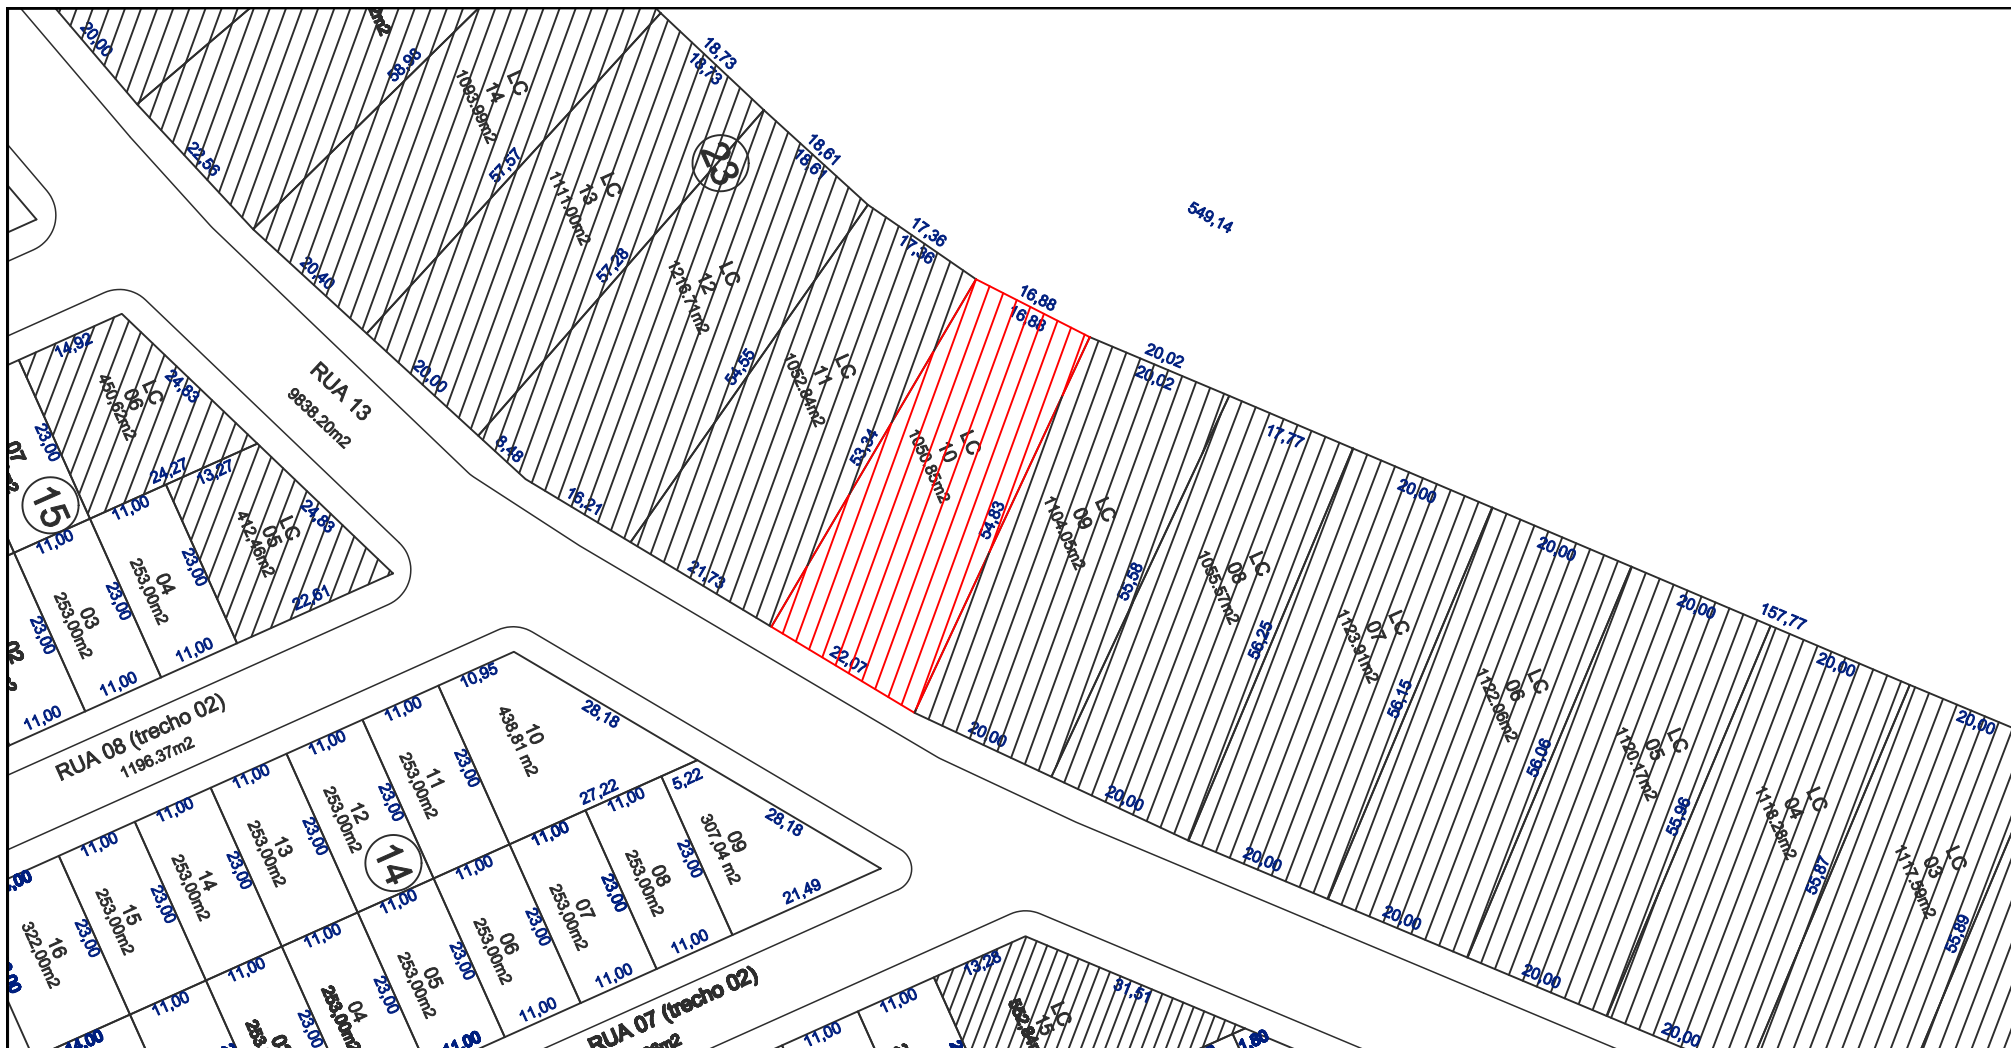 20,00
58,98
LC
14
1093.99m2
22,56
57,57
18,73
18,73
23
18,61
18,61
LC
13
1111.00m2
20,40
57,28
LC
12
1216.71m2
17,36
17,36
549,14
20,00
54,55
LC
11
1052.84m2
8,48
16,21
53,34
16,88
16,88
LC
10
1050.85m2
21,73
54,83
22,07
20,02
20,02
LC
09
1104.05m2
20,00
55,58
17,77
LC
08
1055.57m2
20,00
56,25
20,00
LC
07
1123.91m2
20,00
56,15
20,00
LC
06
1122.06m2
20,00
56,06
20,00
157,77
LC
05
1120.17m2
20,00
55,96
20,00
LC
04
1118.28m2
20,00
55,87
20,00
LC
03
1117.59m2
55,89
RUA 13
9838.20m2
14,92
24,83
LC
06
450,62m2
23,00
24,27
13,27
07
15
11,00
11,00
24,83
LC
05
412,46m2
23,00
22,61
04
253,00m2
23,00
11,00
03
253,00m2
23,00
11,00
02
11,00
RUA 08 (trecho 02)
1196.37m2
10,95
28,18
10
438,81 m2
11,00
23,00
11
253,00m2
27,22
11,00
5,22
11,00
23,00
12
253,00m2
11,00
23,00
13
253,00m2
11,00
23,00
14
253,00m2
11,00
23,00
15
253,00m2
23,00
16
322,00m2
14
11,00
11,00
11,00
11,00
11,00
11,00
11,00
28,18
09
307,04 m2
23,00
21,49
08
253,00m2
23,00
11,00
07
253,00m2
23,00
11,00
06
253,00m2
23,00
11,00
05
253,00m2
23,00
11,00
04
253,00m2
23,00
RUA 07 (trecho 02)
13,28
31,51
LC
15
11,00
11,00